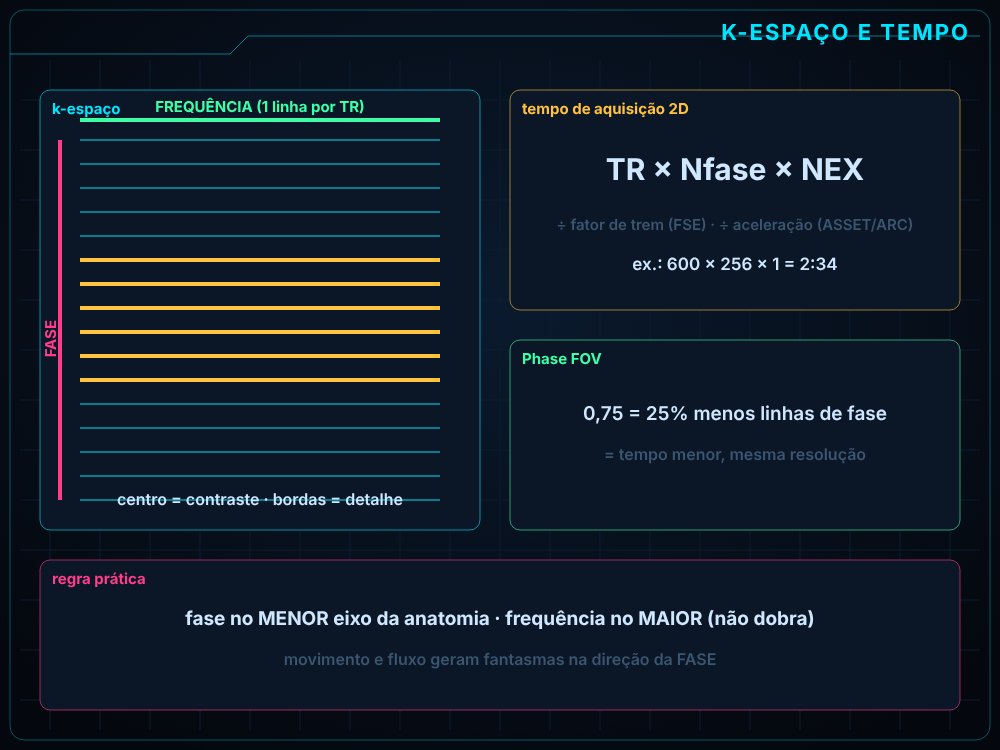 K-ESPAÇO E TEMPO
k-espaço
FREQUÊNCIA (1 linha por TR)
FASE
centro = contraste · bordas = detalhe
tempo de aquisição 2D
TR × Nfase × NEX
÷ fator de trem (FSE) · ÷ aceleração (ASSET/ARC)
ex.: 600 × 256 × 1 = 2:34
Phase FOV
0,75 = 25% menos linhas de fase
= tempo menor, mesma resolução
regra prática
fase no MENOR eixo da anatomia · frequência no MAIOR (não dobra)
movimento e fluxo geram fantasmas na direção da FASE